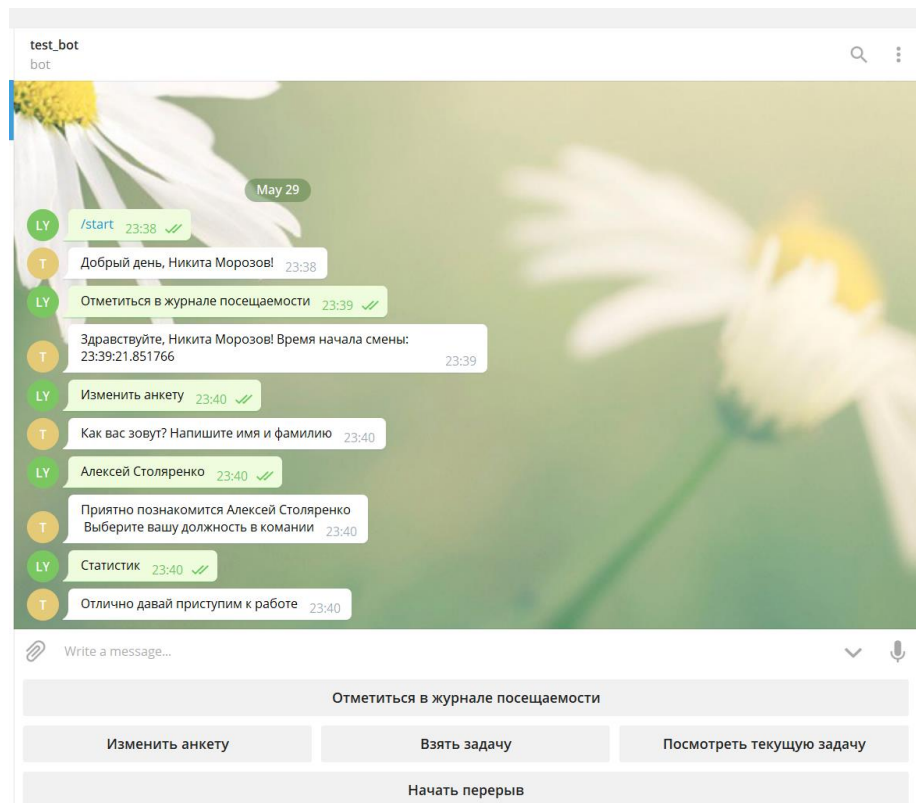 test_bot
bot
May 29
LY
/start 23:38
T
Добрый день, Никита Морозов! 23:38
LY
Отметиться в журнале посещаемости 23:39
Здравствуйте, Никита Морозов! Время начала смены:
T
23:39:21.851766 23:39
LY
Изменить анкету 23:40
T
Как вас зовут? Напишите имя и фамилию 23:40
LY
Алексей Столяренко 23:40
Приятно познакомится Алексей Столяренко
T
Выберите вашу должность в комании 23:40
LY
Статистик 23:40
T
Отлично давай приступим к работе 23:40
Write a message...
Отметиться в журнале посещаемости
Изменить анкету
Взять задачу
Посмотреть текущую задачу
Начать перерыв